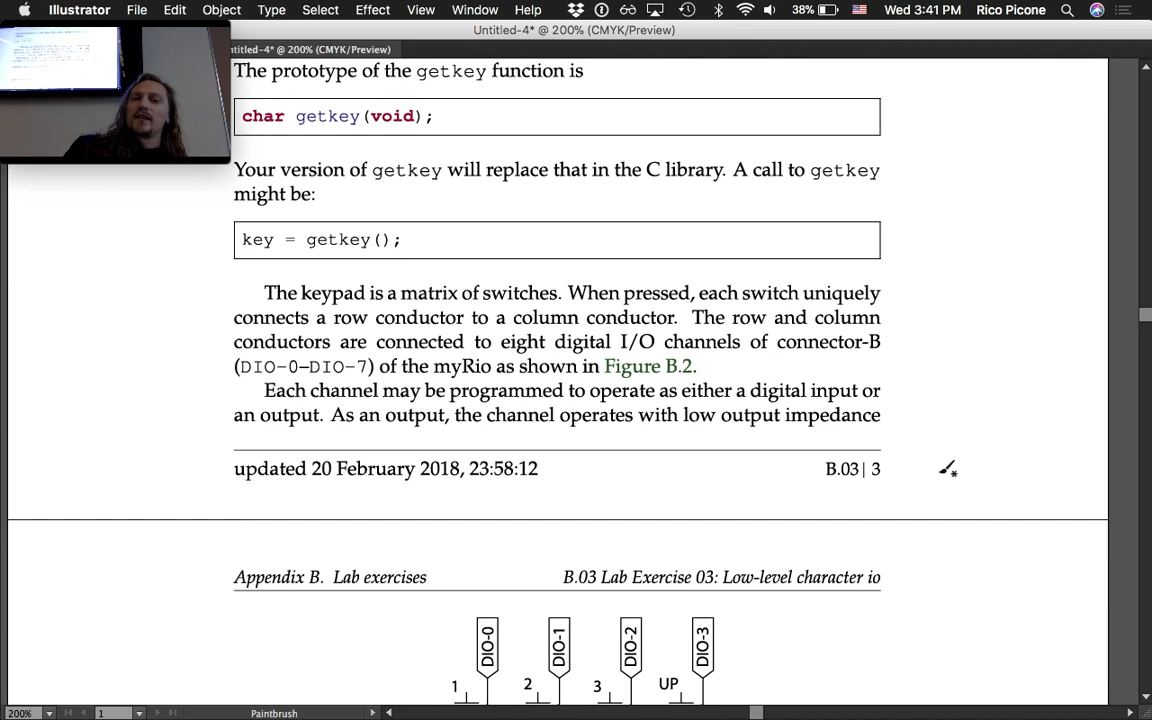 Illustrator File Edit Object Type Select Effect View Window Help 38% Wed 3:41 PM Rico Picone
Untitled-4* @ 200% (CMYK/Preview)
ntitled-4* @ 200% (CMYK/Preview)
The prototype of the getkey function is
char getkey(void);
Your version of getkey will replace that in the C library. A call to getkey
might be:
key = getkey();
The keypad is a matrix of switches. When pressed, each switch uniquely
connects a row conductor to a column conductor. The row and column
conductors are connected to eight digital I/O channels of connector-B
(DIO-0–DIO-7) of the myRio as shown in Figure B.2.
Each channel may be programmed to operate as either a digital input or
an output. As an output, the channel operates with low output impedance
updated 20 February 2018, 23:58:12 B.03| 3
Appendix B. Lab exercises B.03 Lab Exercise 03: Low-level character io
DIO-0 DIO-1 DIO-2 DIO-3
1 2 3 UP
200% 1 Paintbrush